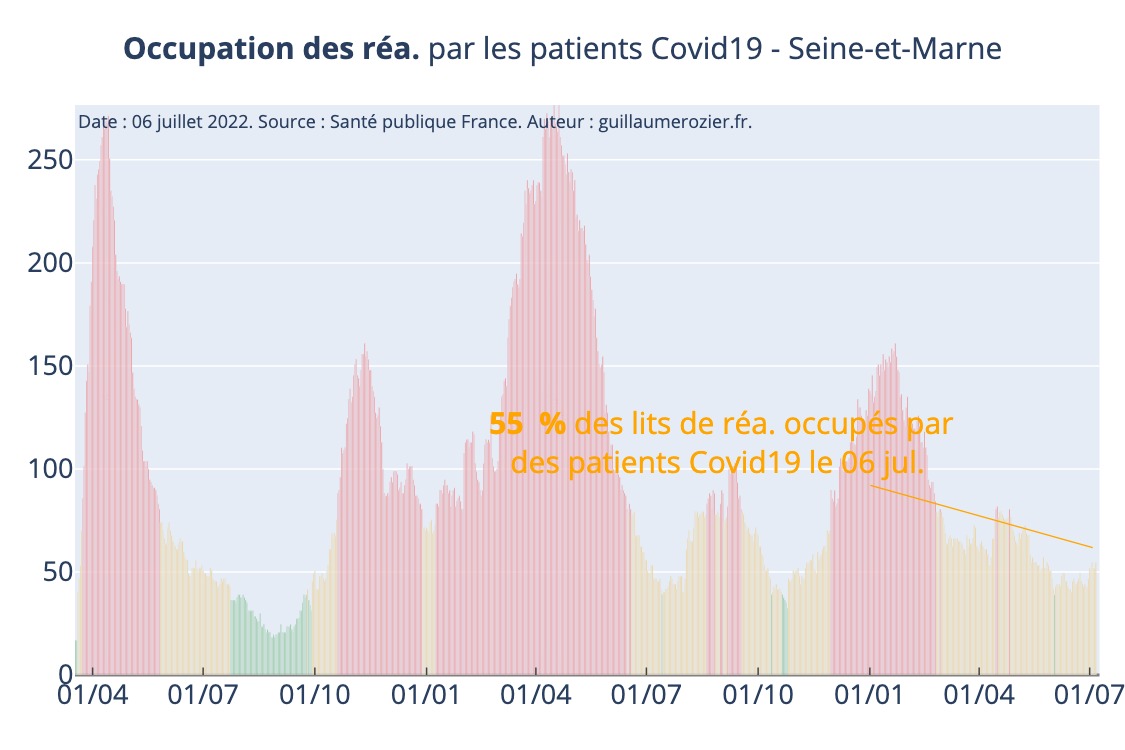 Occupation des réa. par les patients Covid19 - Seine-et-Marne
Date : 06 juillet 2022. Source : Santé publique France. Auteur : guillaumerozier.fr.
250
200
150
55 % des lits de réa. occupés par
des patients Covid19 le 06 jul.
100
50
0
01/04 01/07 01/10 01/01 01/04 01/07 01/10 01/01 01/04 01/07